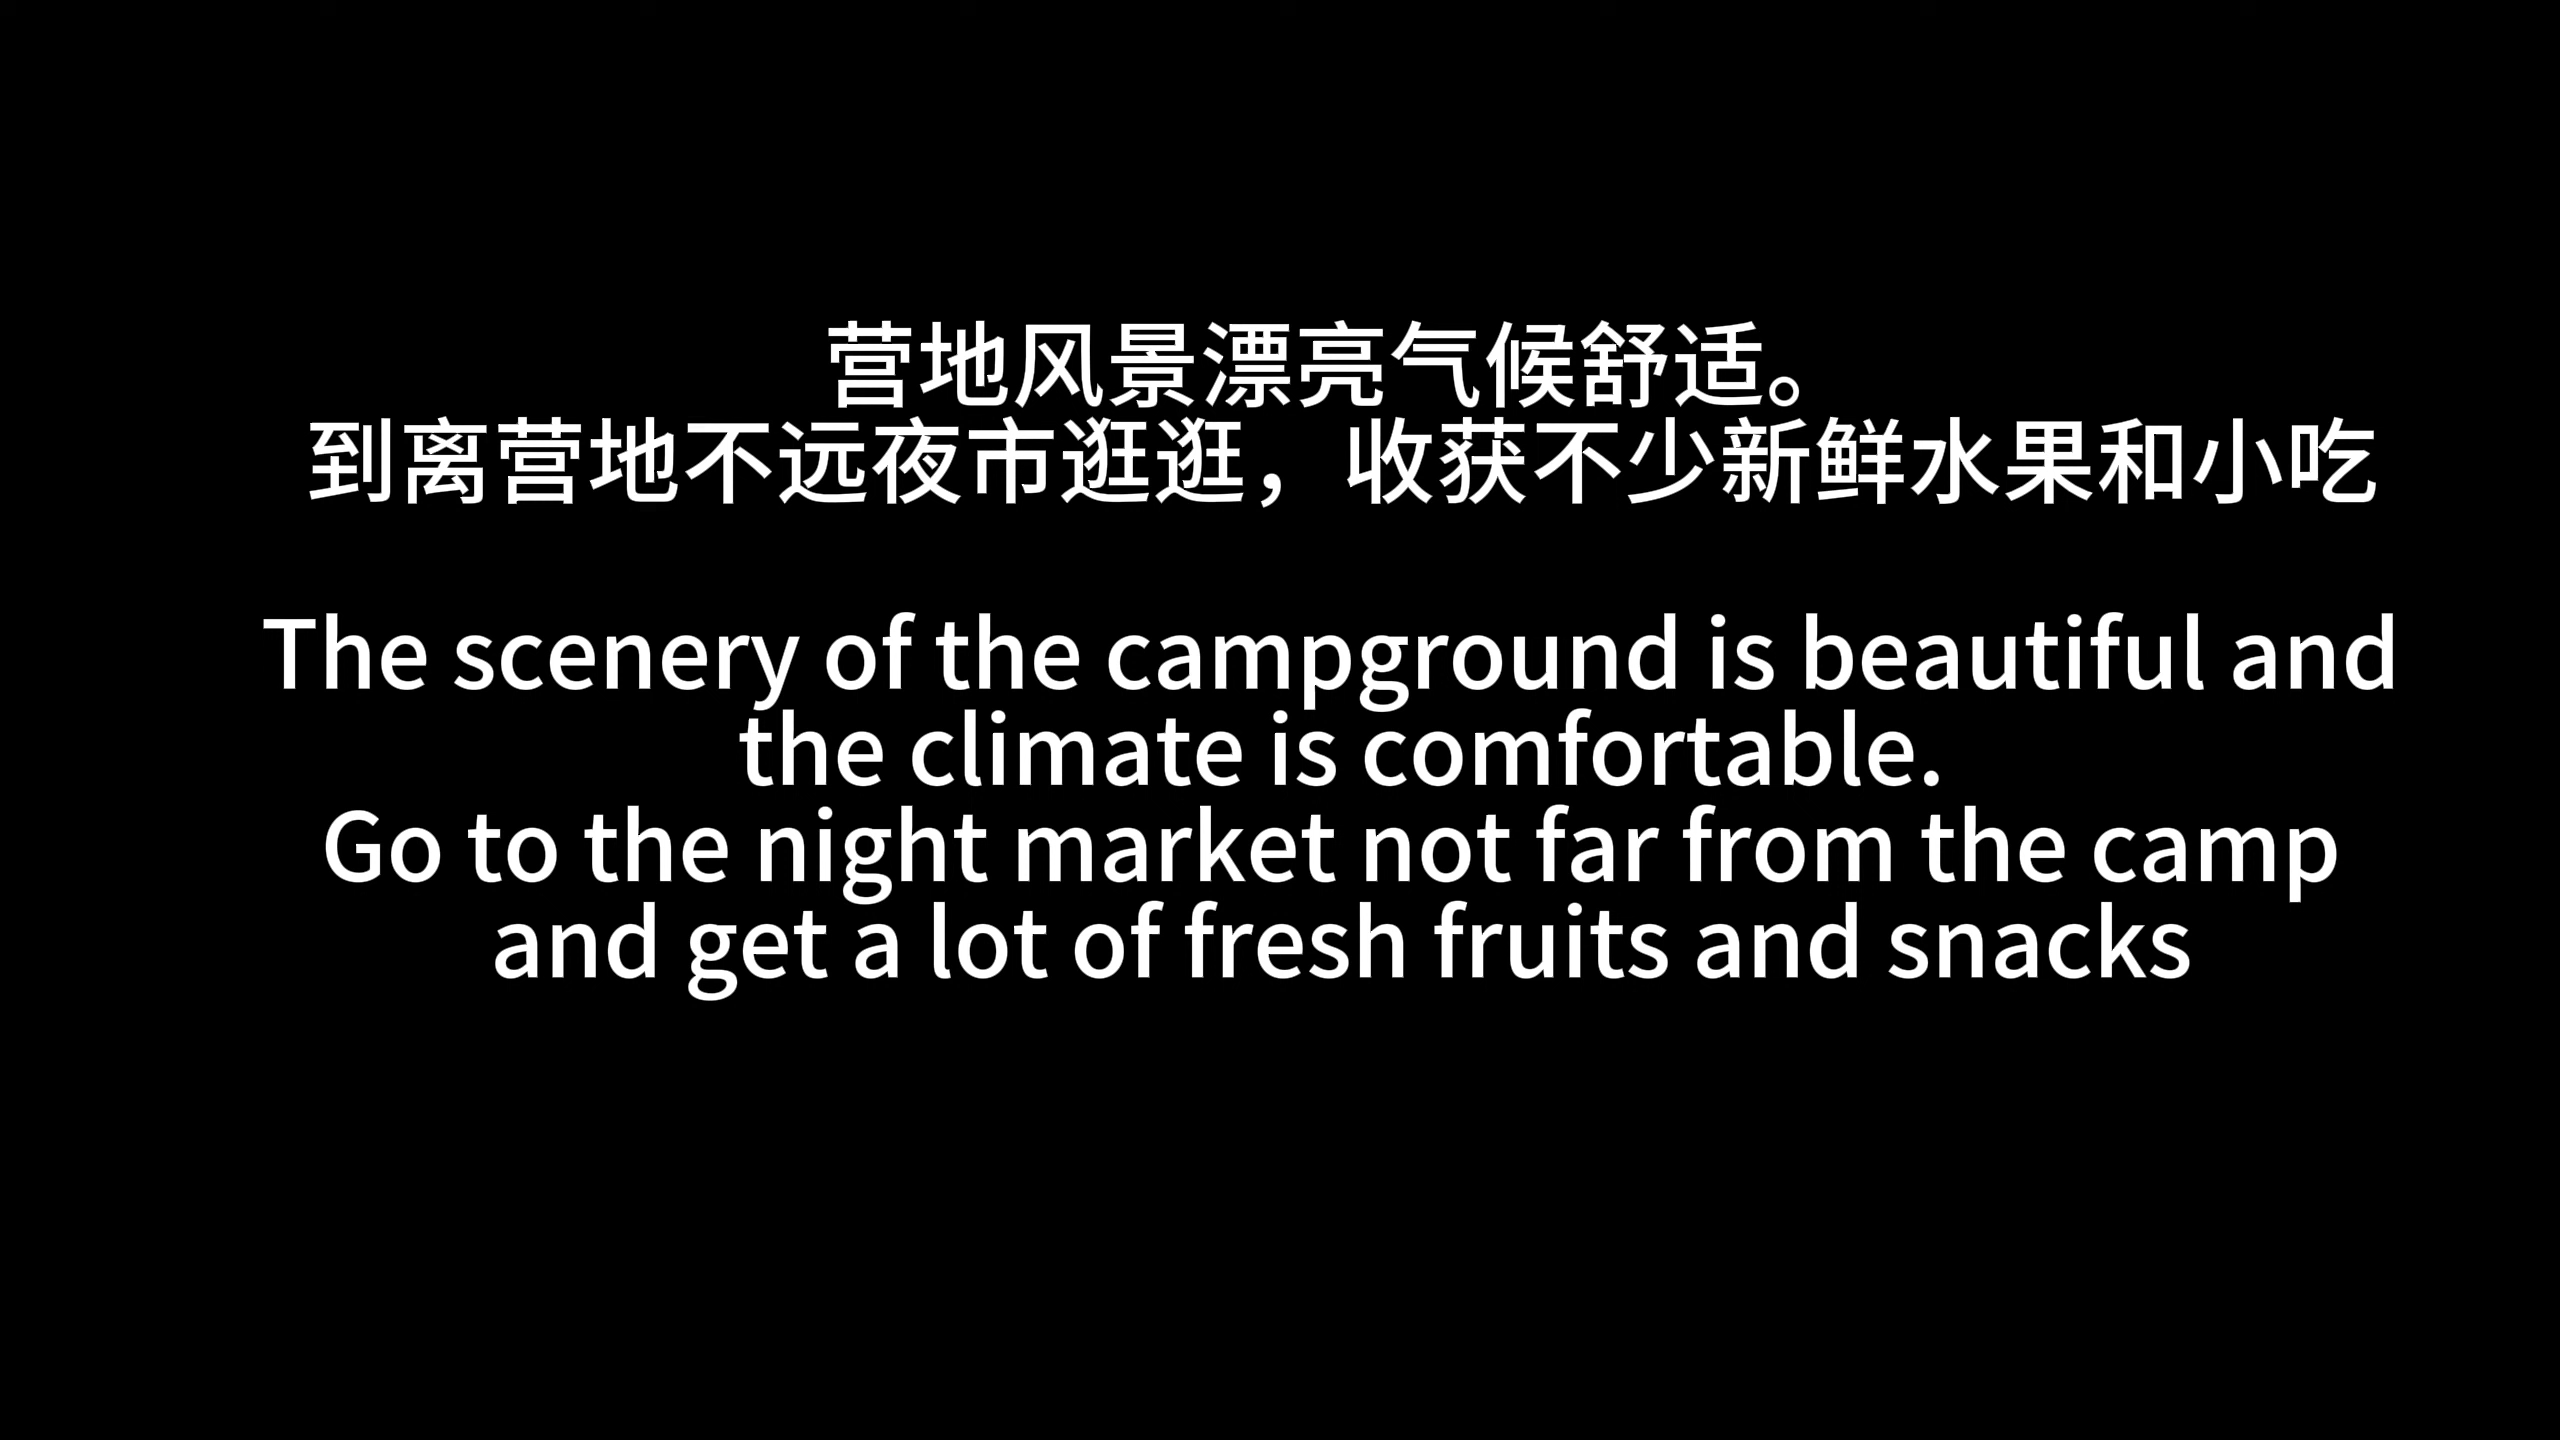 营地风景漂亮气候舒适。
到离营地不远夜市逛逛，收获不少新鲜水果和小吃
The scenery of the campground is beautiful and
the climate is comfortable.
Go to the night market not far from the camp
and get a lot of fresh fruits and snacks